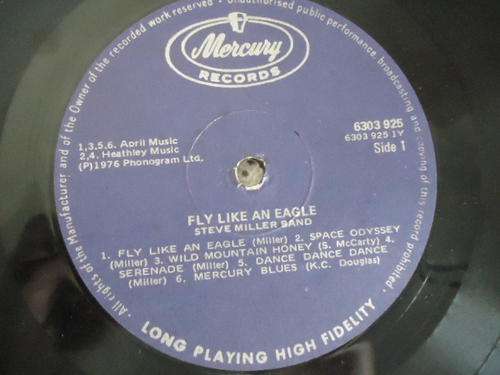 Mercury
RECORDS
All rights of the Manufacturer and of the Owner of the recorded work reserved • Unauthorised public performance, broadcasting and copying of this record prohibited.
1,3,5,6. April Music
2,4. Heathley Music
(P)1976 Phonogram Ltd.
6303 925
6303 925 1Y
Side 1
FLY LIKE AN EAGLE
STEVE MILLER BAND
1. FLY LIKE AN EAGLE (Miller) 2. SPACE ODYSSEY
(Miller) 3. WILD MOUNTAIN HONEY (S. McCarty) 4.
SERENADE (Miller) 5. DANCE DANCE DANCE
(Miller) 6. MERCURY BLUES (K.C. Douglas)
LONG PLAYING HIGH FIDELITY